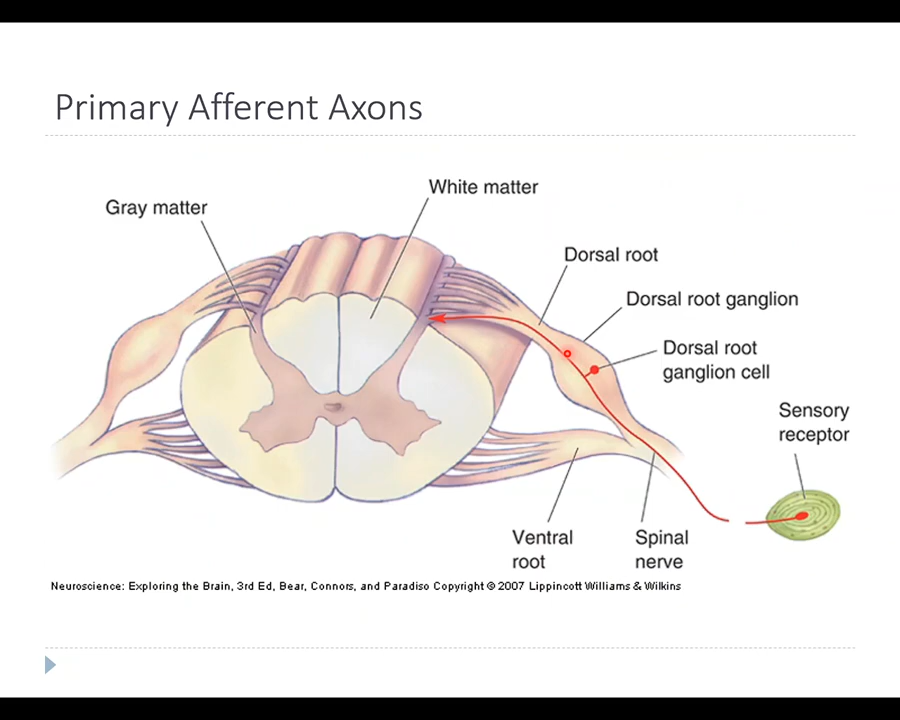 Primary Afferent Axons
White matter
Gray matter
Dorsal root
Dorsal root ganglion
Dorsal root
ganglion cell
Sensory
receptor
Ventral
root
Spinal
nerve
Neuroscience: Exploring the Brain, 3rd Ed, Bear, Connors, and Paradiso Copyright © 2007 Lippincott Williams & Wilkins